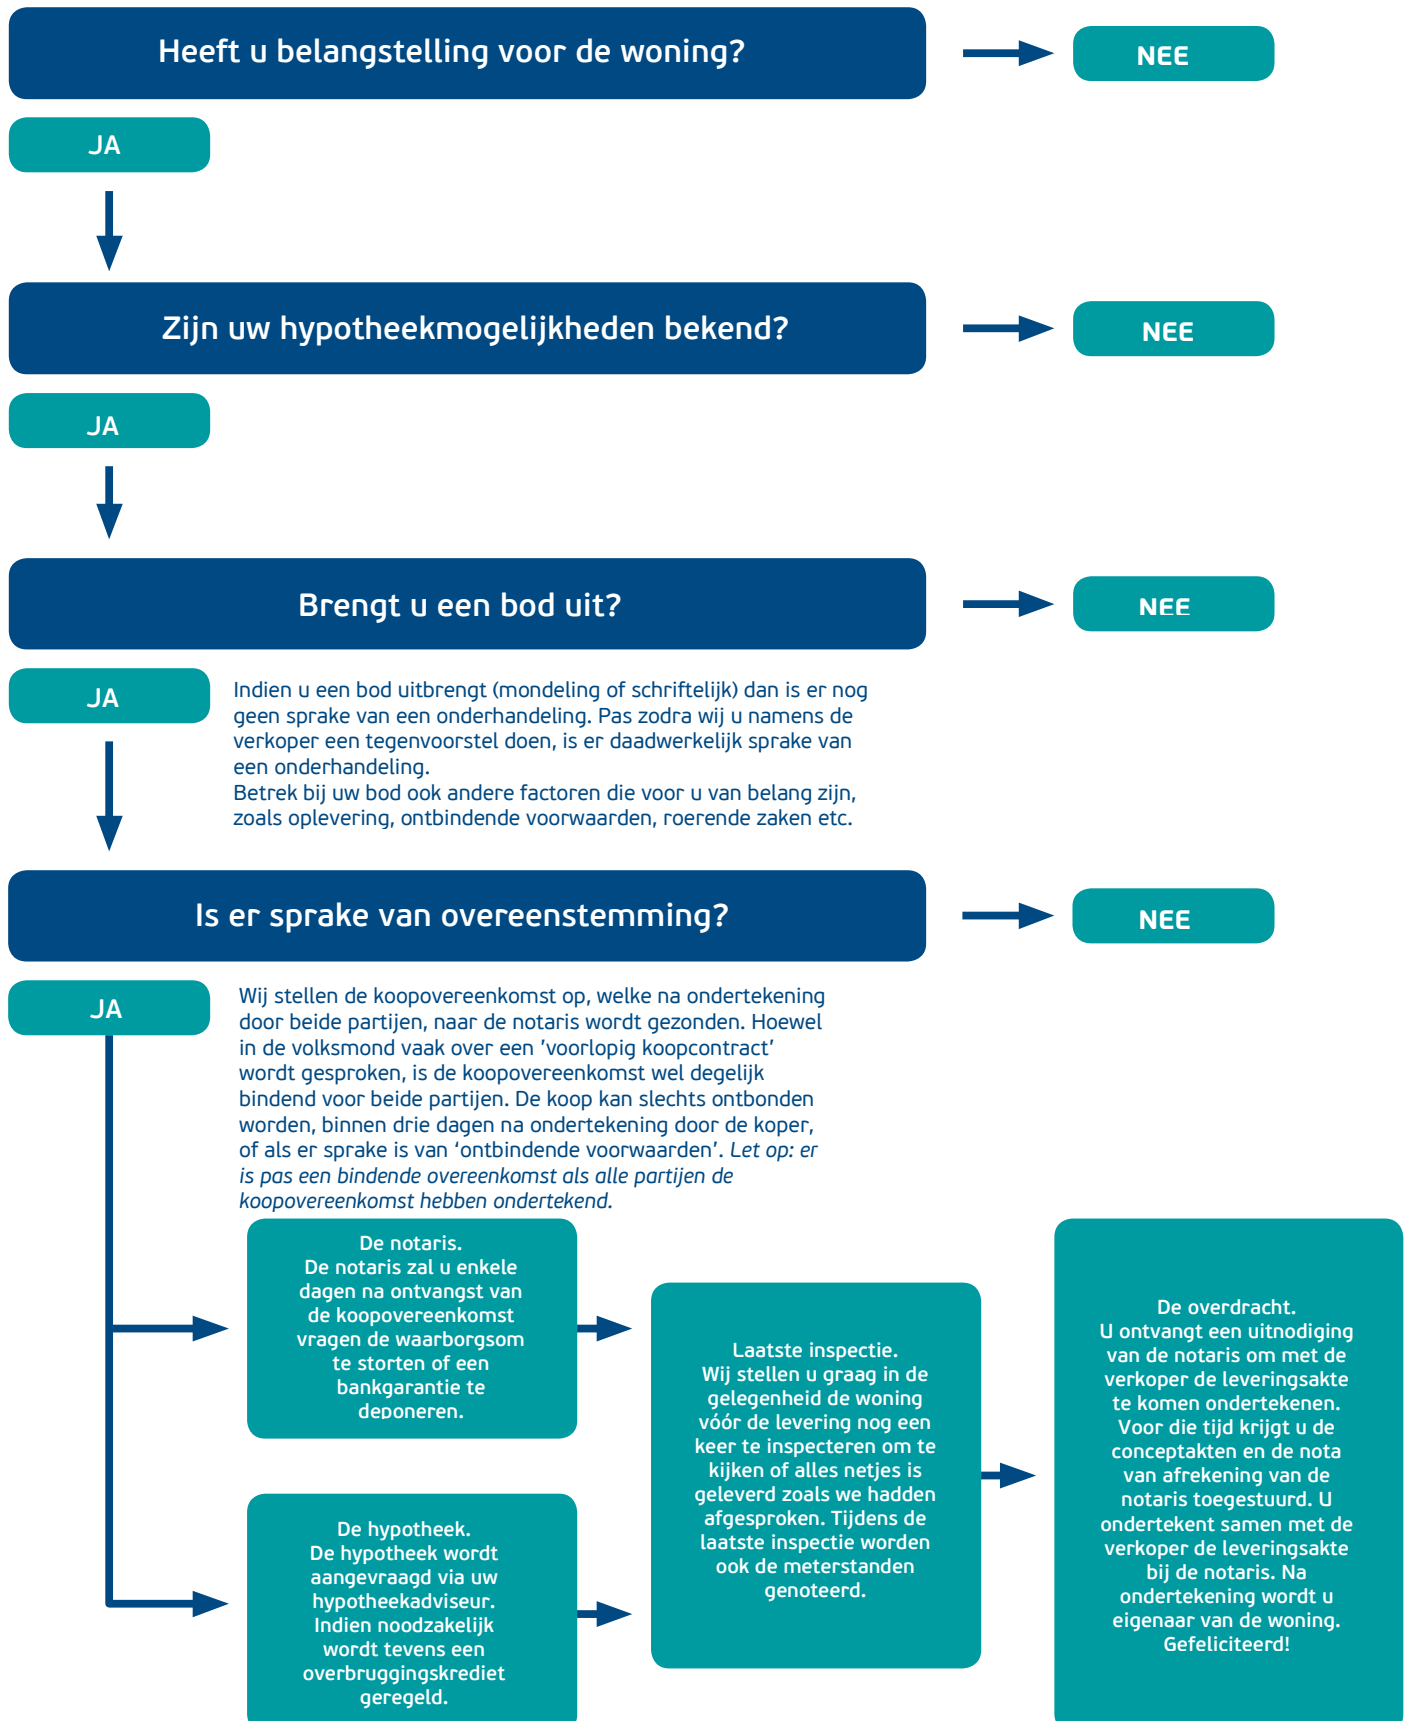 Heeft u belangstelling voor de woning?
NEE
JA
Zijn uw hypotheekmogelijkheden bekend?
NEE
JA
Brengt u een bod uit?
NEE
JA
Indien u een bod uitbrengt (mondeling of schriftelijk) dan is er nog
geen sprake van een onderhandeling. Pas zodra wij u namens de
verkoper een tegenvoorstel doen, is er daadwerkelijk sprake van
een onderhandeling.
Betrek bij uw bod ook andere factoren die voor u van belang zijn,
zoals oplevering, ontbindende voorwaarden, roerende zaken etc.
Is er sprake van overeenstemming?
NEE
JA
Wij stellen de koopovereenkomst op, welke na ondertekening
door beide partijen, naar de notaris wordt gezonden. Hoewel
in de volksmond vaak over een 'voorlopig koopcontract'
wordt gesproken, is de koopovereenkomst wel degelijk
bindend voor beide partijen. De koop kan slechts ontbonden
worden, binnen drie dagen na ondertekening door de koper,
of als er sprake is van ‘ontbindende voorwaarden’. Let op: er
is pas een bindende overeenkomst als alle partijen de
koopovereenkomst hebben ondertekend.
De notaris.
De notaris zal u enkele
dagen na ontvangst van
de koopovereenkomst
vragen de waarborgsom
te storten of een
bankgarantie te
deponeren.
De hypotheek.
De hypotheek wordt
aangevraagd via uw
hypotheekadviseur.
Indien noodzakelijk
wordt tevens een
overbruggingskrediet
geregeld.
Laatste inspectie.
Wij stellen u graag in de
gelegenheid de woning
vóór de levering nog een
keer te inspecteren om te
kijken of alles netjes is
geleverd zoals we hadden
afgesproken. Tijdens de
laatste inspectie worden
ook de meterstanden
genoteerd.
De overdracht.
U ontvangt een uitnodiging
van de notaris om met de
verkoper de leveringsakte
te komen ondertekenen.
Voor die tijd krijgt u de
conceptakten en de nota
van afrekening van de
notaris toegestuurd. U
ondertekent samen met de
verkoper de leveringsakte
bij de notaris. Na
ondertekening wordt u
eigenaar van de woning.
Gefeliciteerd!